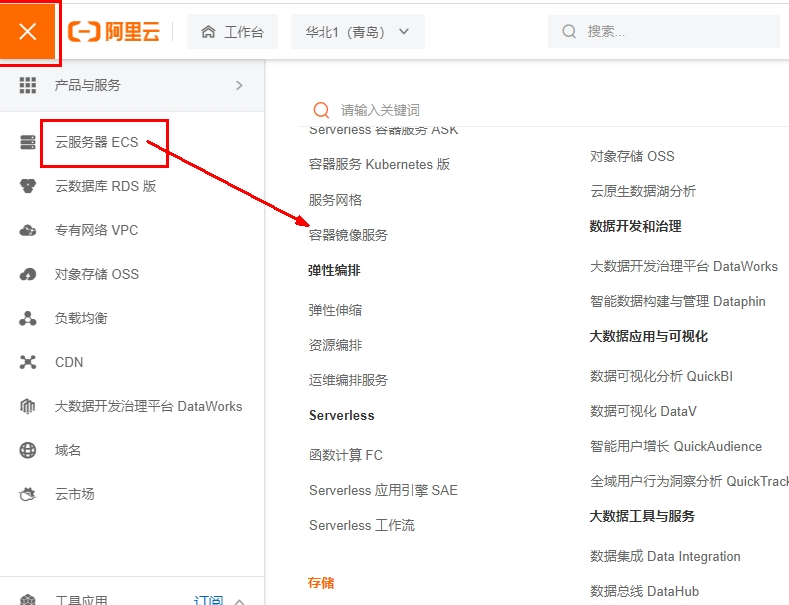 阿里云
工作台
华北1（青岛）
搜索...
产品与服务
云服务器 ECS
云数据库 RDS 版
专有网络 VPC
对象存储 OSS
负载均衡
CDN
大数据开发治理平台 DataWorks
域名
云市场
工具应用
订阅
请输入关键词
Serverless 容器服务 ASK
容器服务 Kubernetes 版
服务网格
容器镜像服务
弹性编排
弹性伸缩
资源编排
运维编排服务
Serverless
函数计算 FC
Serverless 应用引擎 SAE
Serverless 工作流
存储
对象存储 OSS
云原生数据湖分析
数据开发和治理
大数据开发治理平台 DataWorks
智能数据构建与管理 Dataphin
大数据应用与可视化
数据可视化分析 QuickBI
数据可视化 DataV
智能用户增长 QuickAudience
全域用户行为洞察分析 QuickTrack
大数据工具与服务
数据集成 Data Integration
数据总线 DataHub